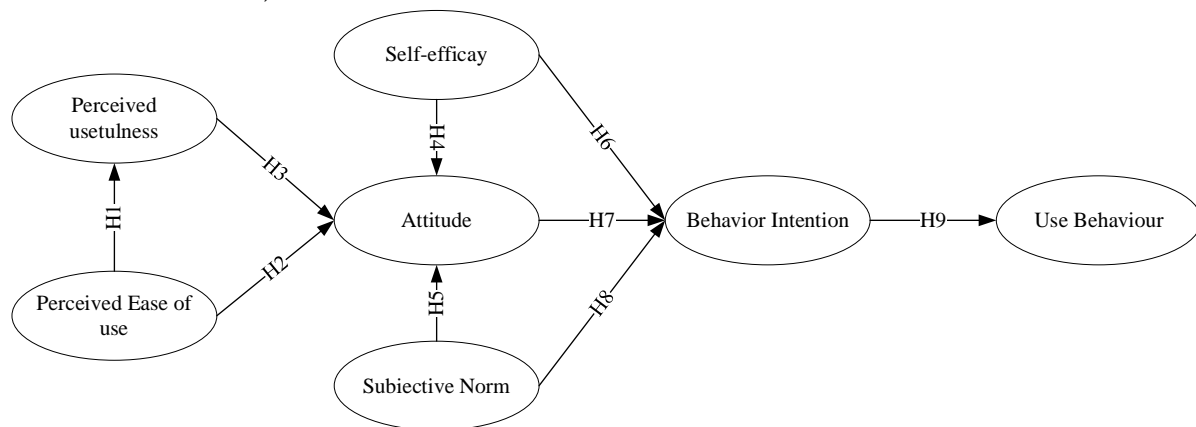 Self-efficay
Perceived
usetulness
H4
H6
H3
H1
Attitude
H7
Behavior Intention
H9
Use Behaviour
H2
Perceived Ease of
use
H5
H8
Subiective Norm